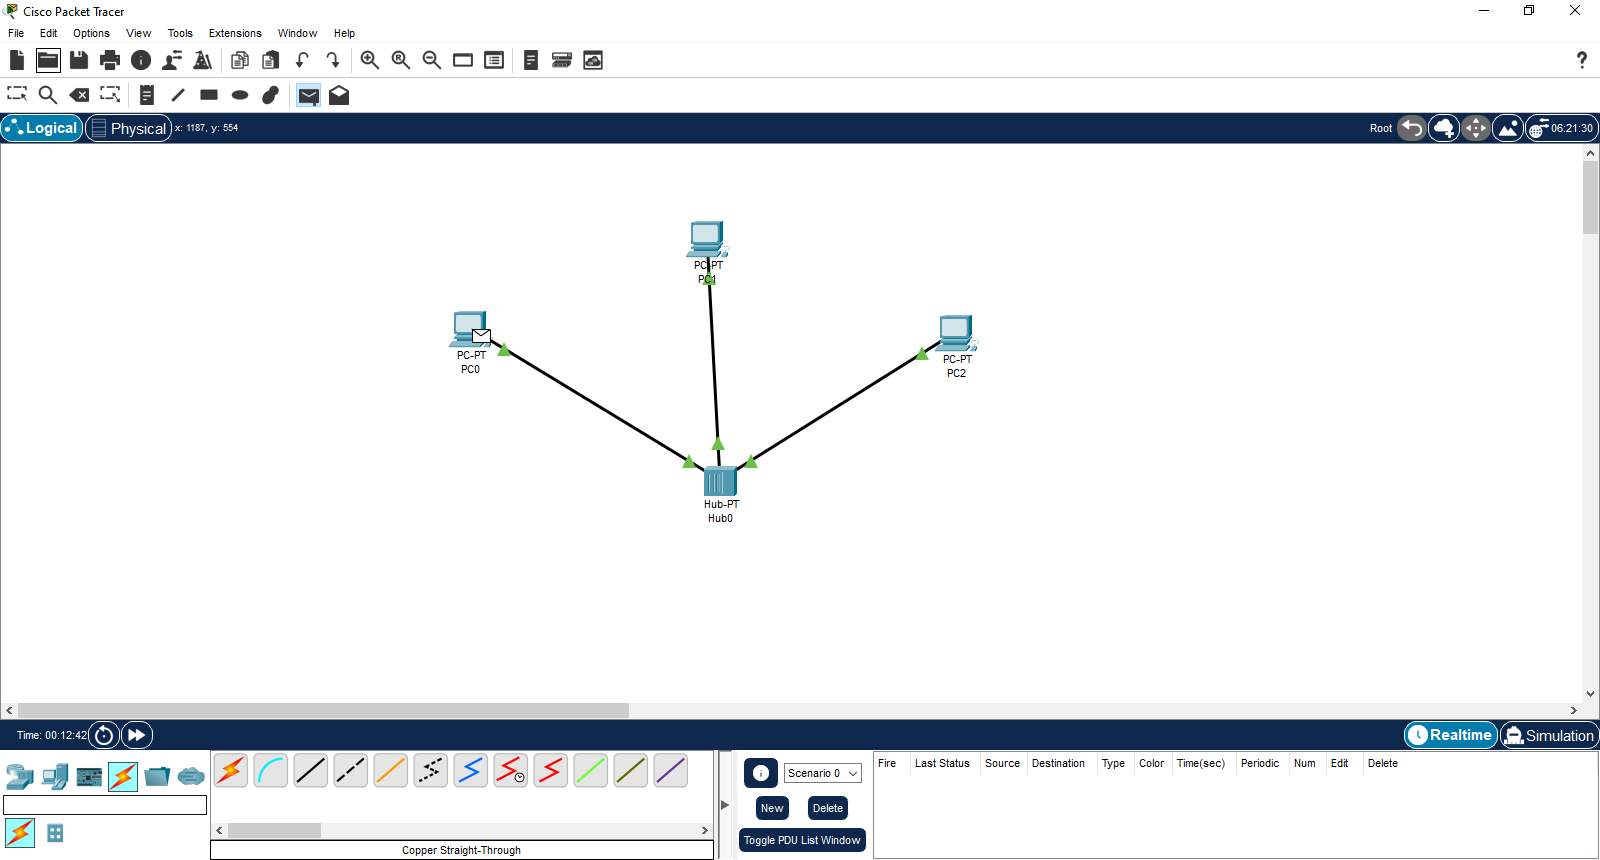 Cisco Packet Tracer
File Edit Options View Tools Extensions Window Help
?
Logical Physical x: 1187, y: 554 Root 06:21:30
PC-PT
PC1
PC-PT
PC0
PC-PT
PC2
Hub-PT
Hub0
Time: 00:12:42 Realtime Simulation
Scenario 0
New Delete
Toggle PDU List Window
Fire Last Status Source Destination Type Color Time(sec) Periodic Num Edit Delete
Copper Straight-Through